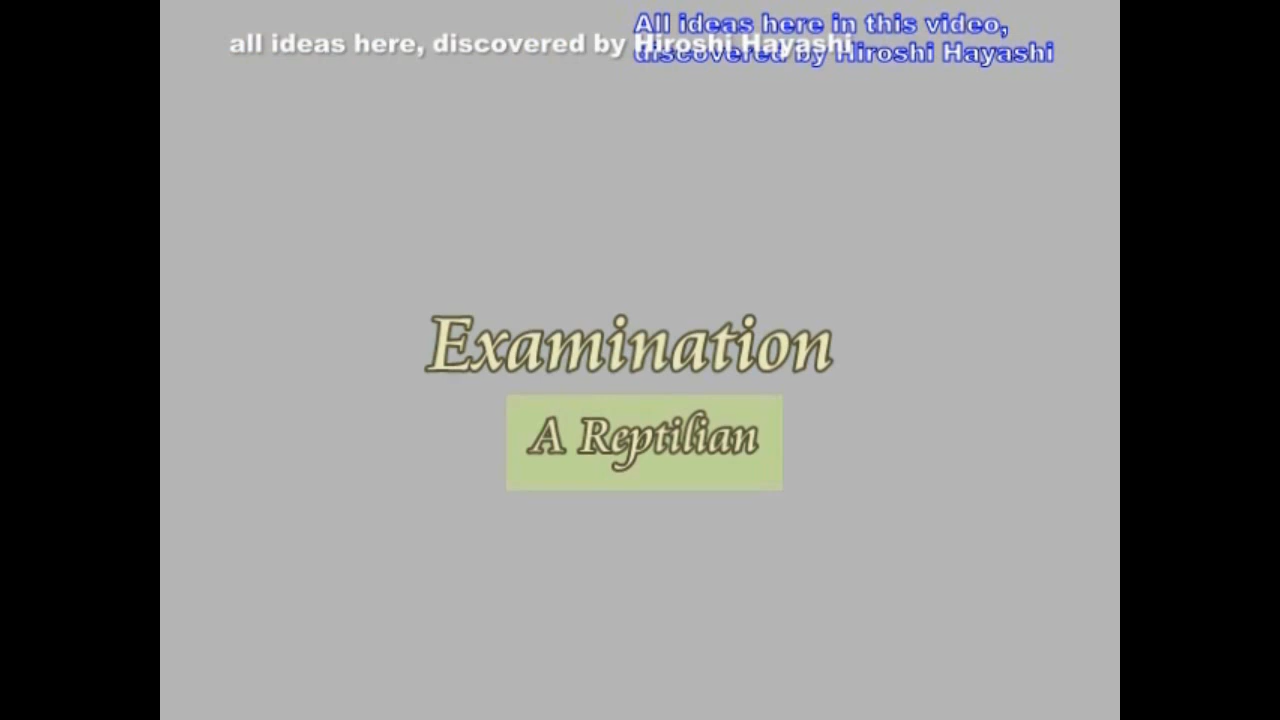 All ideas here in this video,
discovered by Hiroshi Hayashi
all ideas here, discovered by Hiroshi Hayashi
Examination
A Reptilian